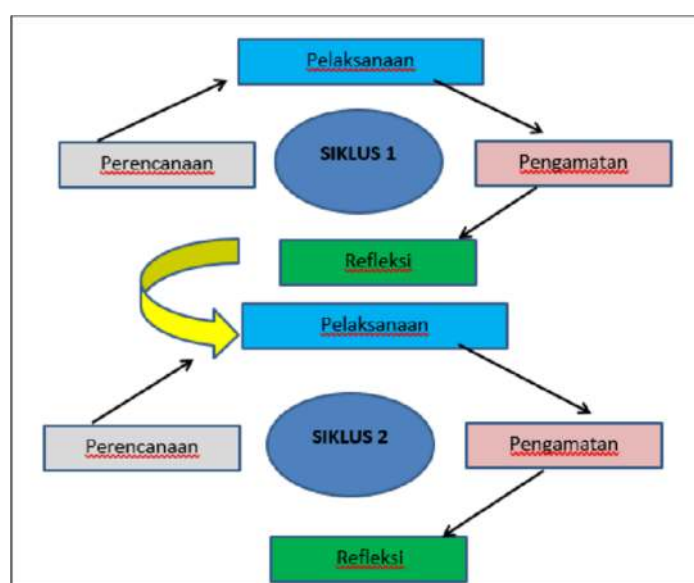 Pelaksanaan
Perencanaan
SIKLUS 1
Pengamatan
Refleksi
Pelaksanaan
Perencanaan
SIKLUS 2
Pengamatan
Refleksi